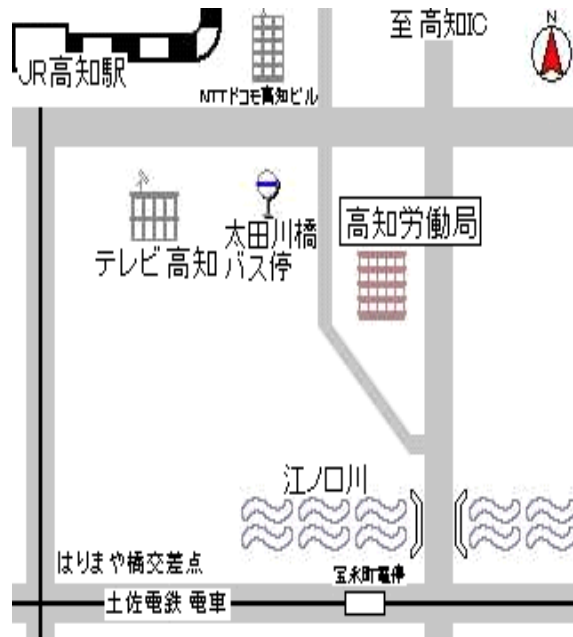 至 高知IC
N
JR高知駅
NTTドコモ高知ビル
高知労働局
太田川橋
バス停
テレビ 高知
江ノ口川
はりまや橋交差点
宝永町電停
土佐電鉄 電車